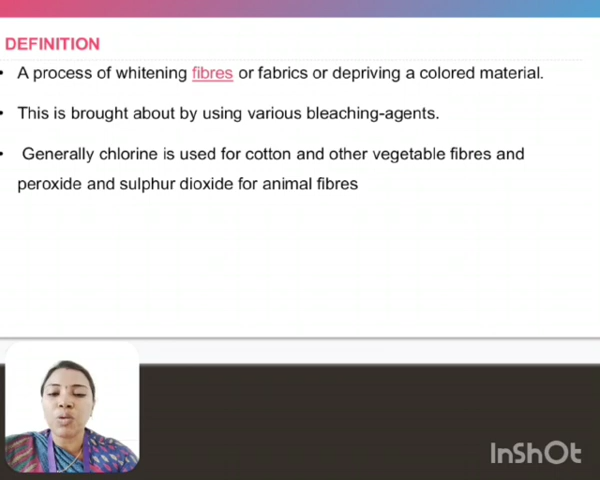 DEFINITION
• A process of whitening fibres or fabrics or depriving a colored material.
• This is brought about by using various bleaching-agents.
• Generally chlorine is used for cotton and other vegetable fibres and
peroxide and sulphur dioxide for animal fibres
InShOt